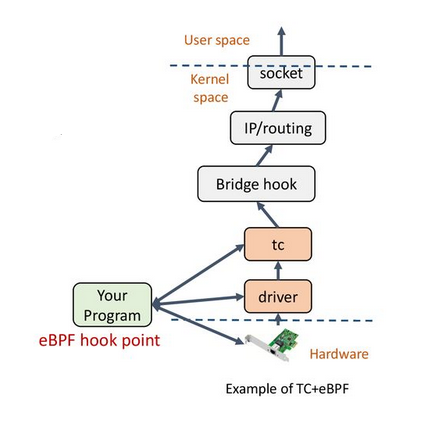 User space
socket
Kernel
space
IP/routing
Bridge hook
tc
Your
Program
driver
eBPF hook point
Hardware
Example of TC+eBPF